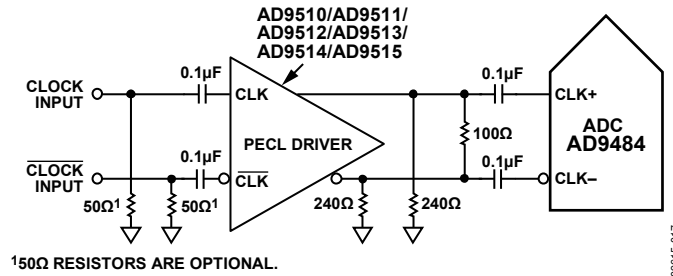 AD9510/AD9511/
AD9512/AD9513/
AD9514/AD9515
0.1µF
0.1µF
CLOCK
INPUT
CLK
CLK+
ADC
AD9484
PECL DRIVER
100Ω
CLOCK
INPUT
0.1µF
0.1µF
CLK
CLK–
50Ω1
50Ω1
240Ω
240Ω
150Ω RESISTORS ARE OPTIONAL.